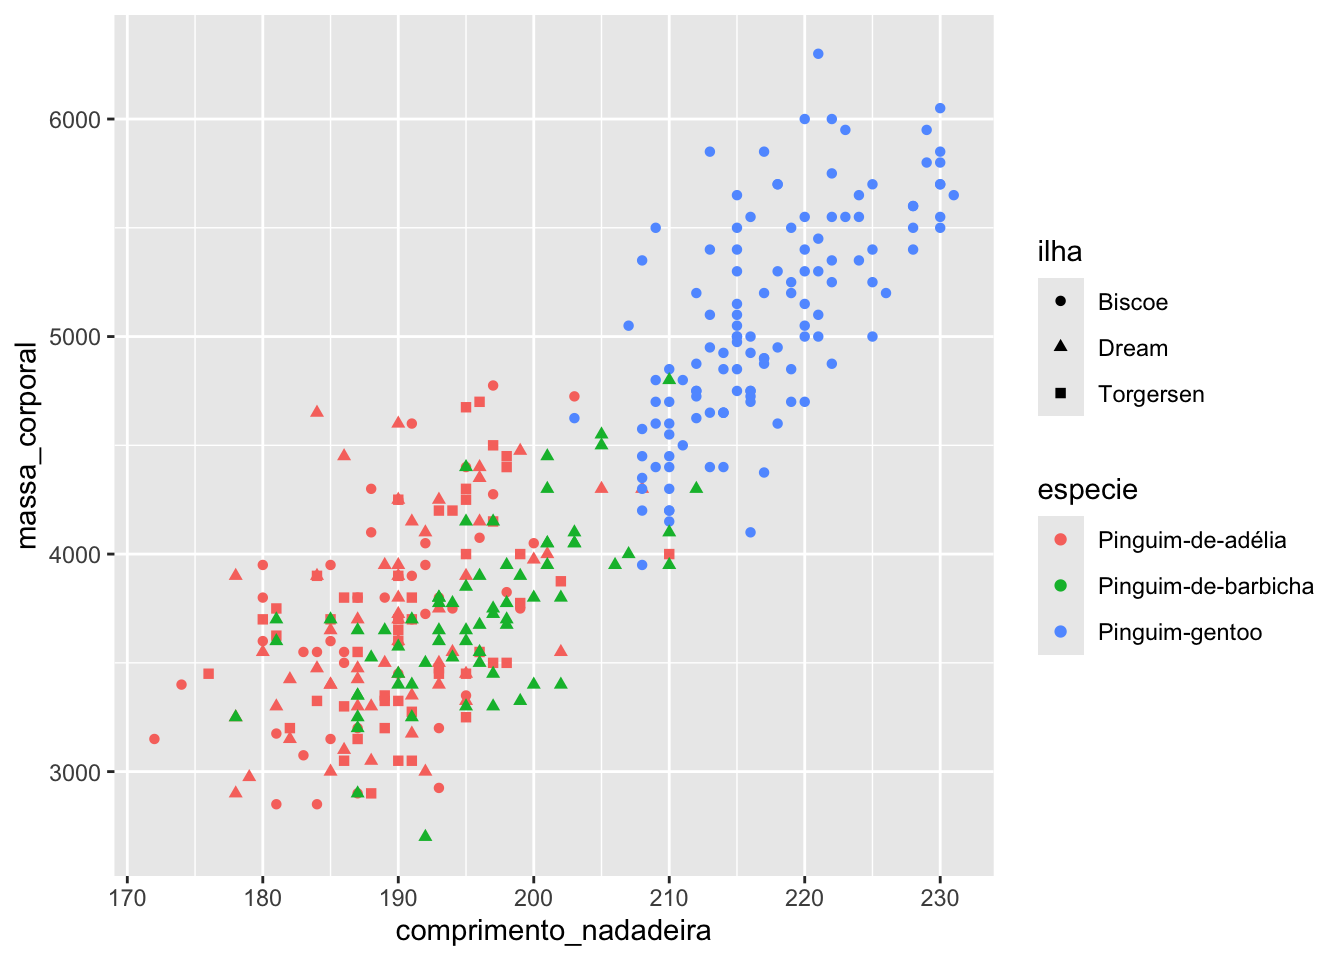 massa_corporal
6000
5000
4000
3000
170 180 190 200 210 220 230
comprimento_nadadeira
ilha
Biscoe
Dream
Torgersen
especie
Pinguim-de-adélia
Pinguim-de-barbicha
Pinguim-gentoo